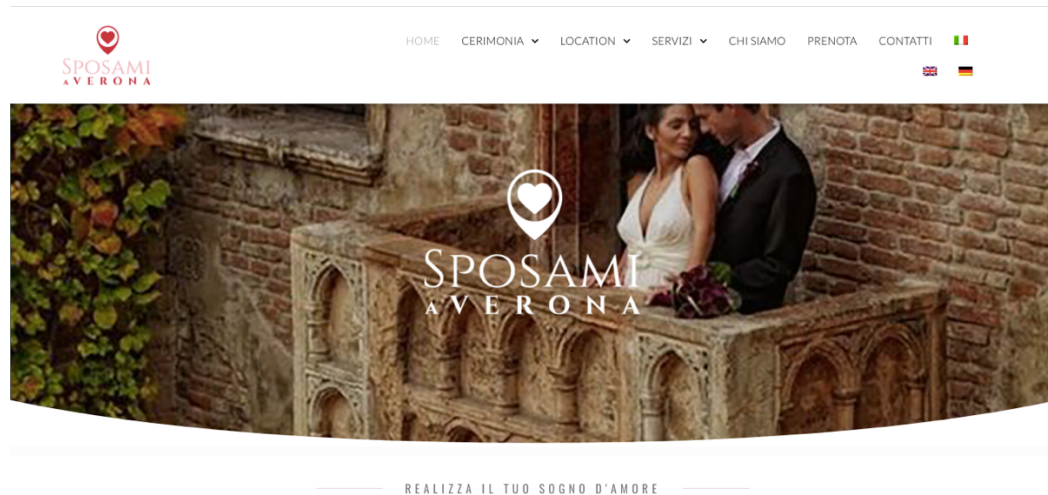 SPOSAMI
A VERONA
HOME CERIMONIA LOCATION SERVIZI CHI SIAMO PRENOTA CONTATTI
SPOSAMI
A VERONA
REALIZZA IL TUO SOGNO D'AMORE